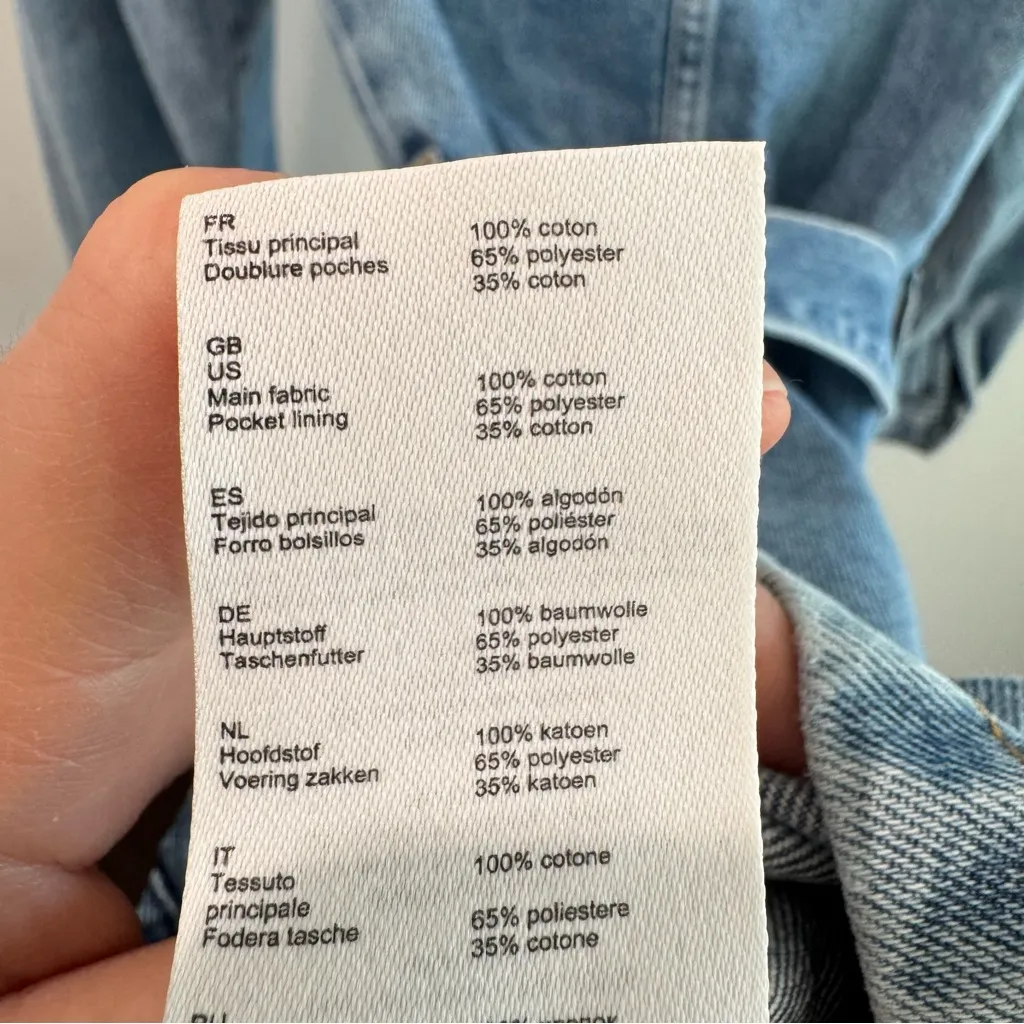 FR
Tissu principal 100% coton
Doublure poches 65% polyester
35% coton
GB
US
Main fabric 100% cotton
Pocket lining 65% polyester
35% cotton
ES
Tejido principal 100% algodón
Forro bolsillos 65% poliéster
35% algodón
DE
Hauptstoff 100% baumwolle
Taschenfutter 65% polyester
35% baumwolle
NL
Hoofdstof 100% katoen
Voering zakken 65% polyester
35% katoen
IT
Tessuto 100% cotone
principale
Fodera tasche 65% poliestere
35% cotone